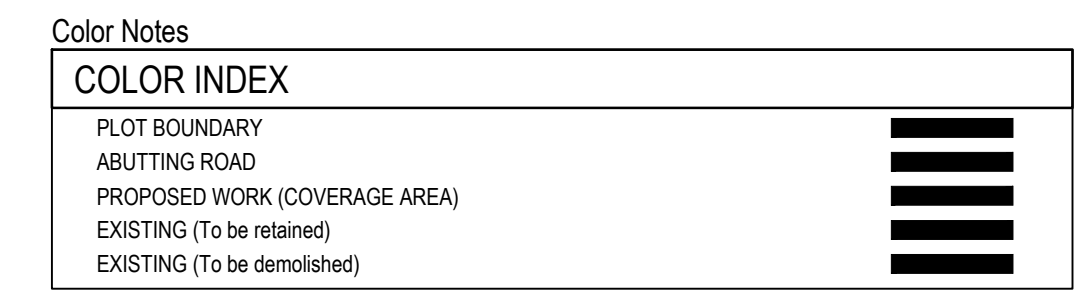 Color Notes
COLOR INDEX
PLOT BOUNDARY
ABUTTING ROAD
PROPOSED WORK (COVERAGE AREA)
EXISTING (To be retained)
EXISTING (To be demolished)